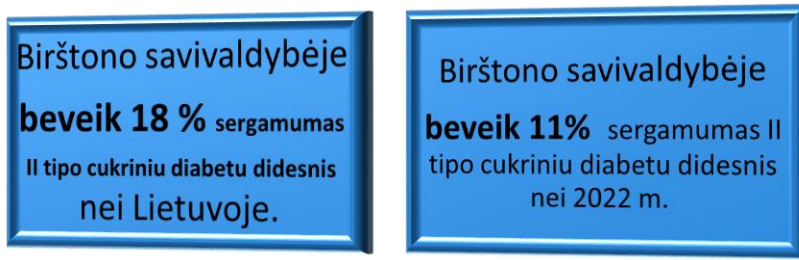 Birštono savivaldybėje
beveik 18 % sergamumas
II tipo cukriniu diabetu didesnis
nei Lietuvoje.
Birštono savivaldybėje
beveik 11% sergamumas II
tipo cukriniu diabetu didesnis
nei 2022 m.